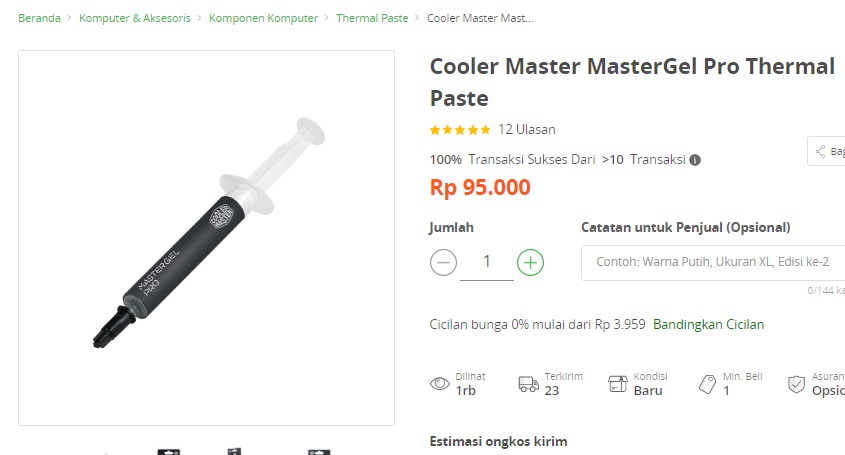 Beranda > Komputer & Aksesoris > Komponen Komputer > Thermal Paste > Cooler Master Mast...
Cooler Master MasterGel Pro Thermal
Paste
12 Ulasan
100% Transaksi Sukses Dari >10 Transaksi
Rp 95.000
Jumlah
Catatan untuk Penjual (Opsional)
1
Contoh: Warna Putih, Ukuran XL, Edisi ke-2
0/144 ka
Cicilan bunga 0% mulai dari Rp 3.959 Bandingkan Cicilan
Dilihat
1rb
Terkirim
23
Kondisi
Baru
Min. Beli
1
Asuran
Opsio
Estimasi ongkos kirim
Bag
COOLER
MASTER
MASTERGEL
PRO